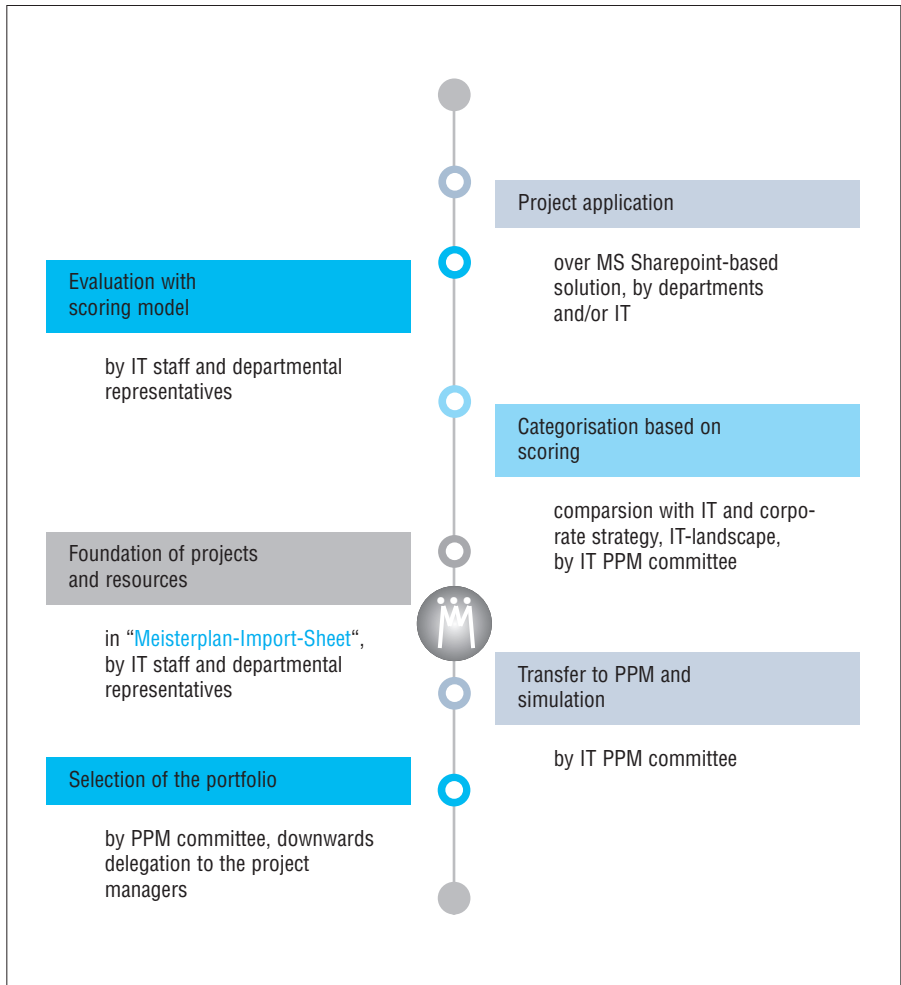 Project application
over MS Sharepoint-based
solution, by departments
and/or IT
Evaluation with
scoring model
by IT staff and departmental
representatives
Categorisation based on
scoring
comparsion with IT and corpo-
rate strategy, IT-landscape,
by IT PPM committee
Foundation of projects
and resources
in “Meisterplan-Import-Sheet“,
by IT staff and departmental
representatives
Transfer to PPM and
simulation
by IT PPM committee
Selection of the portfolio
by PPM committee, downwards
delegation to the project
managers